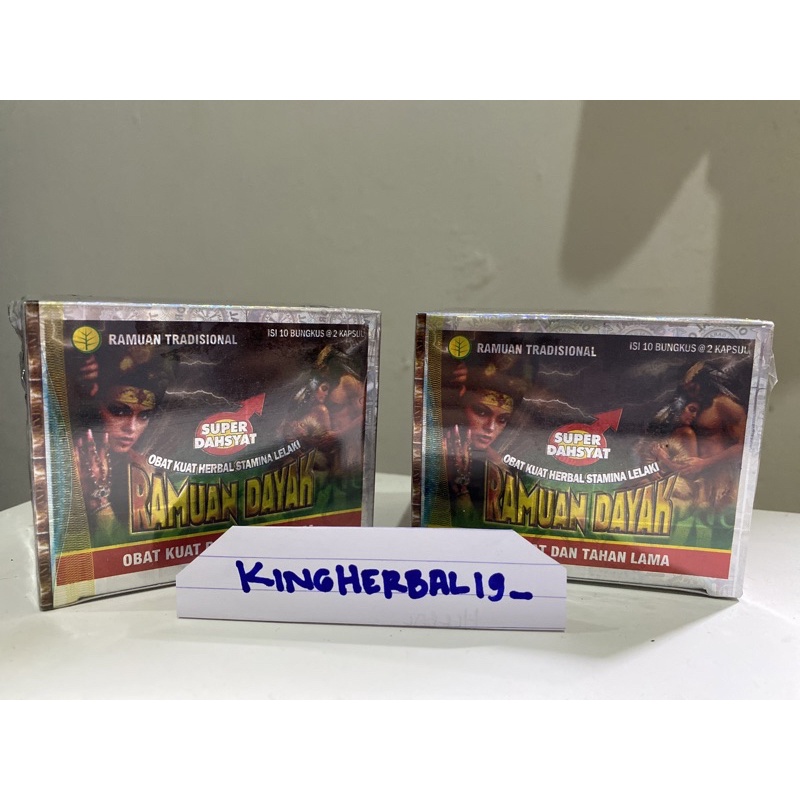 RAMUAN TRADISIONAL
ISI 10 BUNGKUS @ 2 KAPSUL
SUPER
DAHSYAT
OBAT KUAT HERBAL STAMINA LELAKI
RAMUAN DAYAK
OBAT KUAT
RAMUAN TRADISIONAL
ISI 10 BUNGKUS @ 2 KAPSUL
SUPER
DAHSYAT
OBAT KUAT HERBAL STAMINA LELAKI
RAMUAN DAYAK
DAN TAHAN LAMA
KINGHERBAL19_